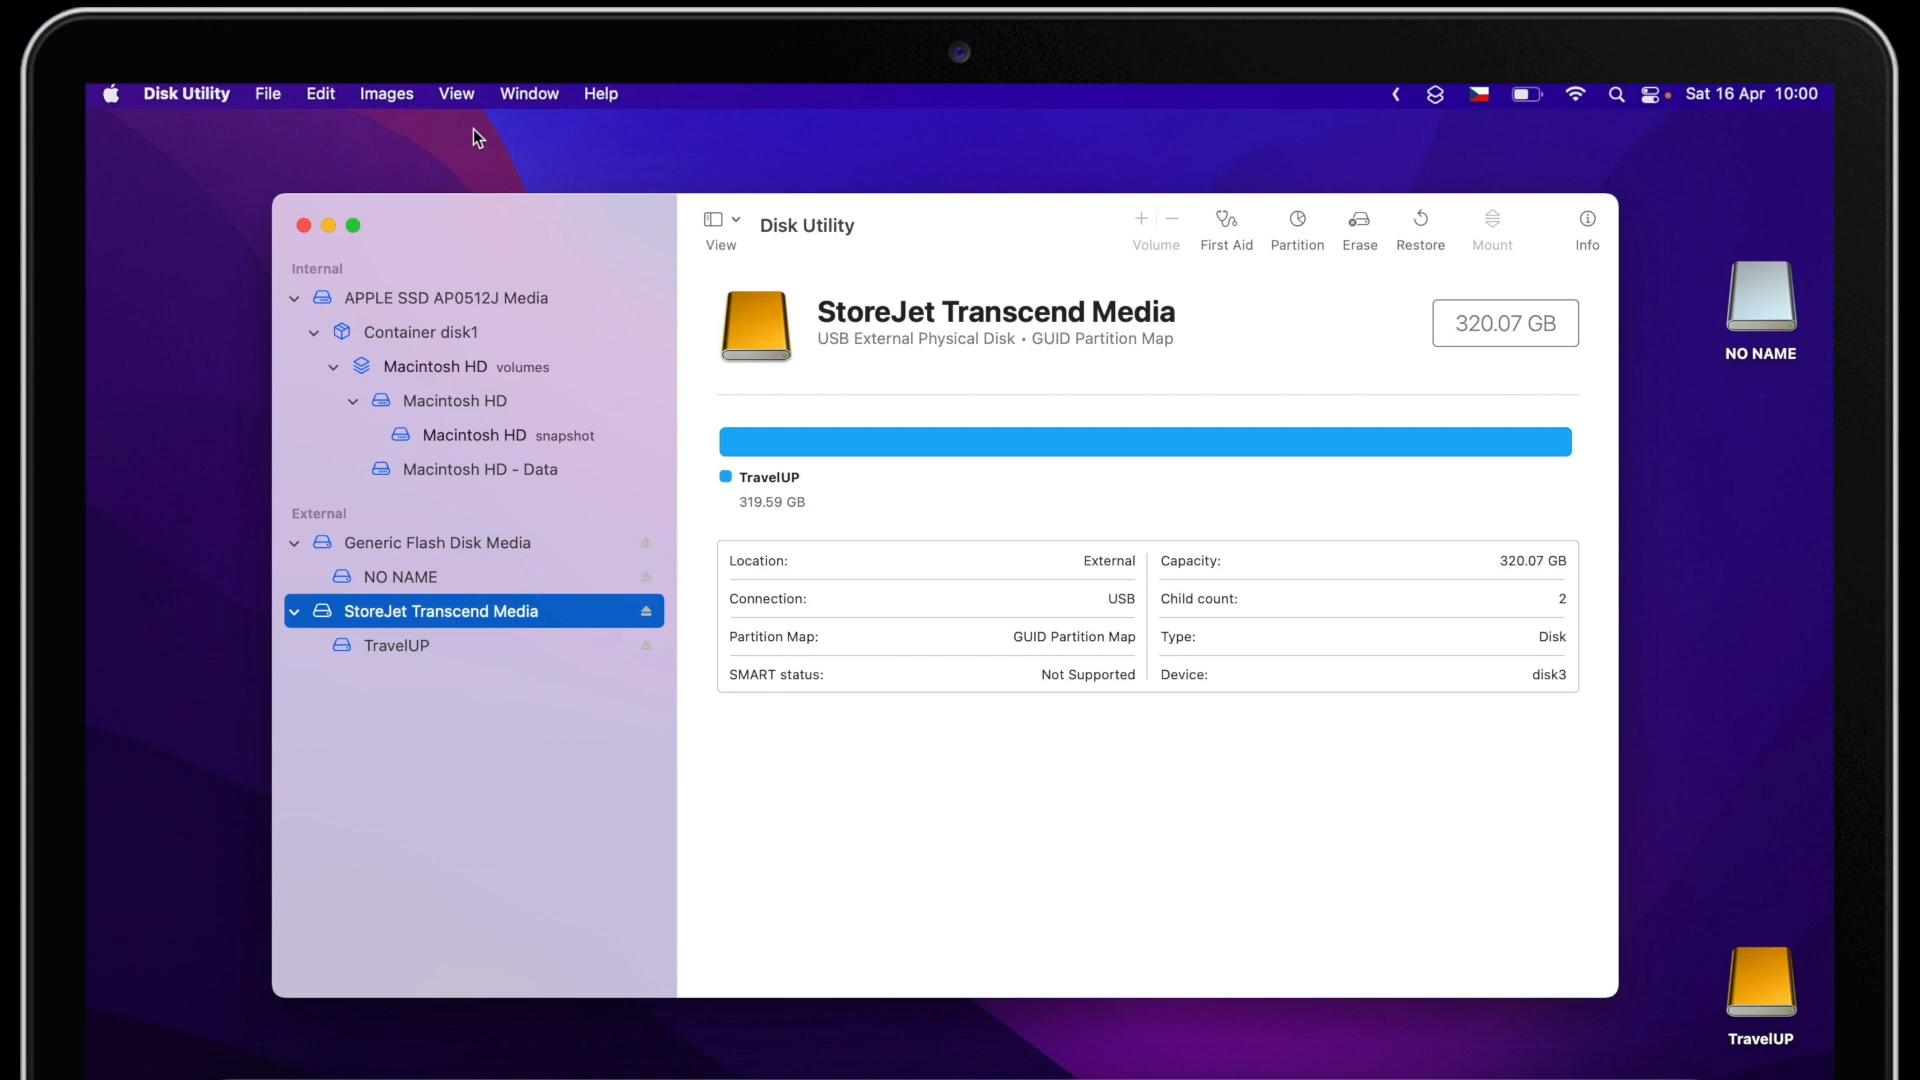 Disk Utility File Edit Images View Window Help Sat 16 Apr 10:00
Disk Utility
View
Volume First Aid Partition Erase Restore Mount Info
Internal
APPLE SSD AP0512J Media
Container disk1
Macintosh HD volumes
Macintosh HD
Macintosh HD snapshot
Macintosh HD - Data
External
Generic Flash Disk Media
NO NAME
StoreJet Transcend Media
TravelUP
StoreJet Transcend Media
USB External Physical Disk • GUID Partition Map
320.07 GB
TravelUP
319.59 GB
Location: External
Capacity: 320.07 GB
Connection: USB
Child count: 2
Partition Map: GUID Partition Map
Type: Disk
SMART status: Not Supported
Device: disk3
NO NAME
TravelUP